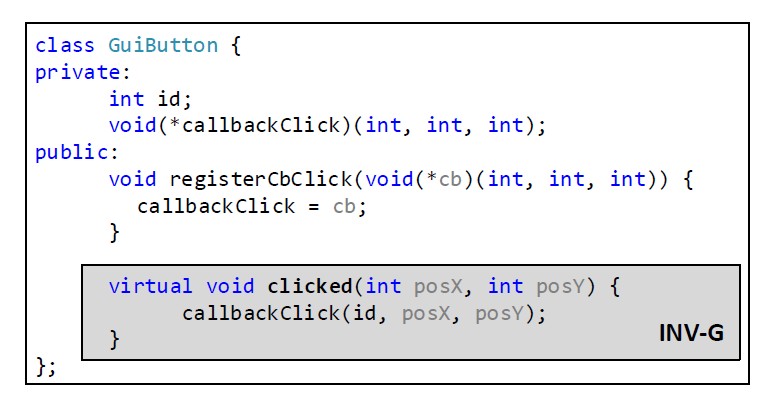 class GuiButton {
private:
int id;
void(*callbackClick)(int, int, int);
public:
void registerCbClick(void(*cb)(int, int, int)) {
callbackClick = cb;
}
virtual void clicked(int posX, int posY) {
callbackClick(id, posX, posY);
}
INV-G
};